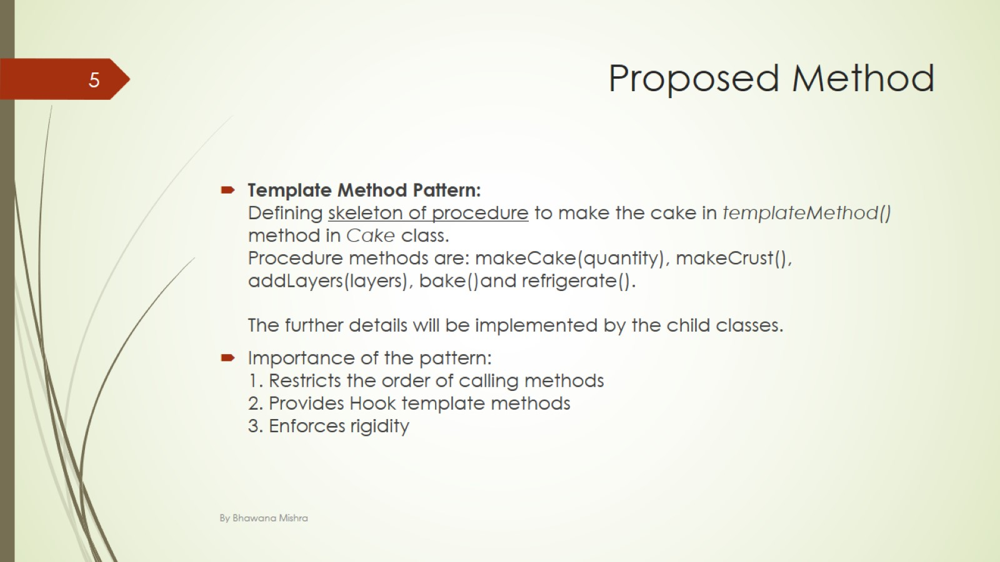 5
Proposed Method
Template Method Pattern:
Defining skeleton of procedure to make the cake in templateMethod()
method in Cake class.
Procedure methods are: makeCake(quantity), makeCrust(),
addLayers(layers), bake()and refrigerate().
The further details will be implemented by the child classes.
Importance of the pattern:
1. Restricts the order of calling methods
2. Provides Hook template methods
3. Enforces rigidity
By Bhawana Mishra